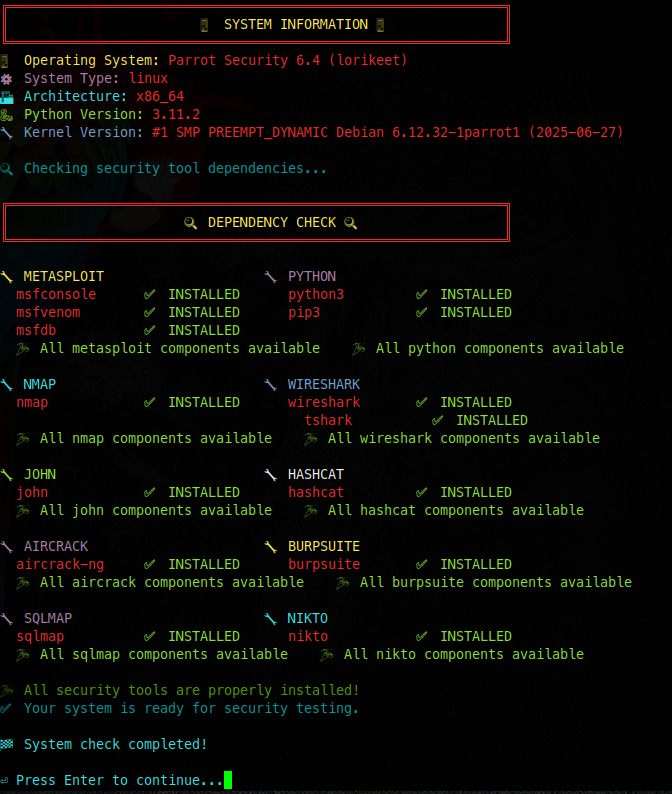 SYSTEM INFORMATION
Operating System: Parrot Security 6.4 (lorikeet)
System Type: linux
Architecture: x86_64
Python Version: 3.11.2
Kernel Version: #1 SMP PREEMPT_DYNAMIC Debian 6.12.32-1parrot1 (2025-06-27)
Checking security tool dependencies...
DEPENDENCY CHECK
METASPLOIT PYTHON
msfconsole ✅ INSTALLED python3 ✅ INSTALLED
msfvenom ✅ INSTALLED pip3 ✅ INSTALLED
msfdb ✅ INSTALLED
All metasploit components available All python components available
NMAP WIRESHARK
nmap ✅ INSTALLED wireshark ✅ INSTALLED
tshark ✅ INSTALLED
All nmap components available All wireshark components available
JOHN HASHCAT
john ✅ INSTALLED hashcat ✅ INSTALLED
All john components available All hashcat components available
AIRCRACK BURPSUITE
aircrack-ng ✅ INSTALLED burpsuite ✅ INSTALLED
All aircrack components available All burpsuite components available
SQLMAP NIKTO
sqlmap ✅ INSTALLED nikto ✅ INSTALLED
All sqlmap components available All nikto components available
All security tools are properly installed!
✅ Your system is ready for security testing.
System check completed!
Press Enter to continue...